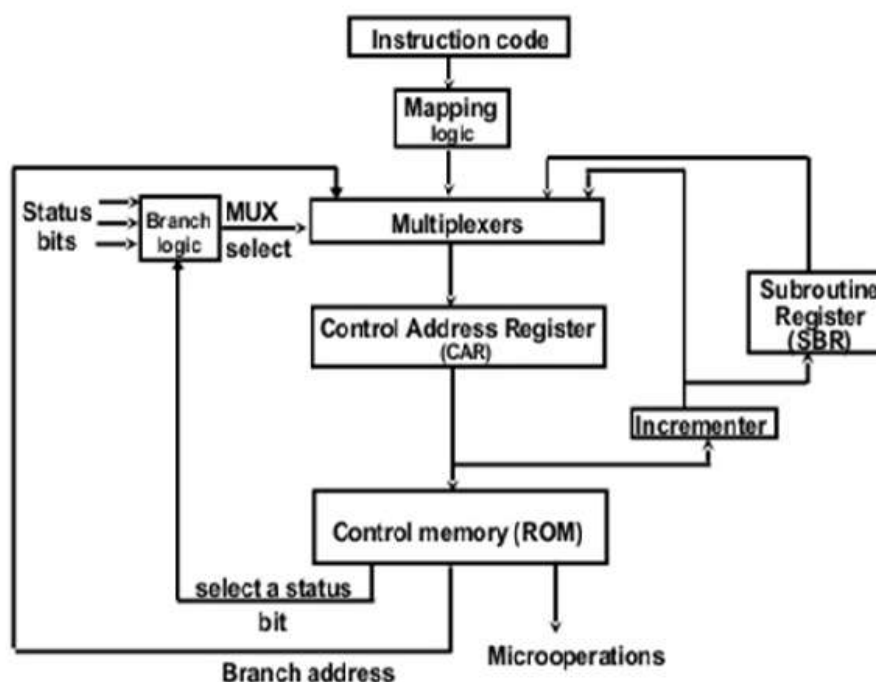 Instruction code
Mapping
logic
Status
bits
Branch
logic
MUX
select
Multiplexers
Subroutine
Register
(SBR)
Control Address Register
(CAR)
Incrementer
Control memory (ROM)
select a status
bit
Microoperations
Branch address